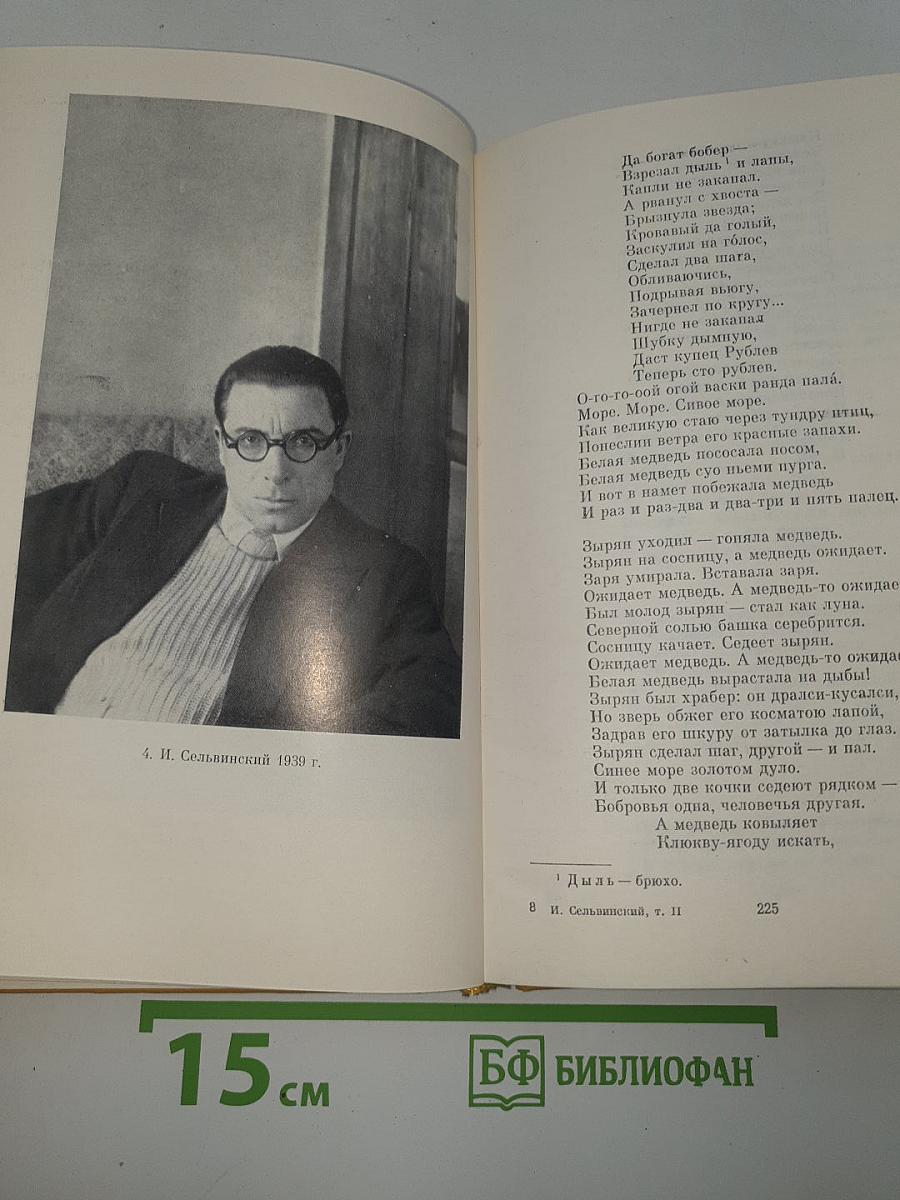 4. И. Сельвинский 1939 г.
Да богат бобер —
Взрезал дыль¹ и лапы,
Капли не закапал.
А рванул с хвоста —
Брызнула звезда;
Кровавый да голый,
Заскулил на го́лос,
Сделал два шага,
Обливаючись,
Подрывая вьюгу,
Зачернел по кругу...
Нигде не закапал
Шубку дымную,
Даст купец Рублев
Теперь сто рублев.
О-го-го-оой огой васки ранда пала́.
Море. Море. Сивое море.
Как великую стаю через тундру птиц,
Понеслии ветра его красные запахи.
Белая медведь пососала носом,
Белая медведь суо ньеми пурга.
И вот в намет побежала медведь
И раз и раз-два и два-три и пять палец.
Зырян уходил — гоняла медведь.
Зырян на сосницу, а медведь ожидает.
Заря умирала. Вставала заря.
Ожидает медведь. А медведь-то ожидае
Был молод зырян — стал как луна.
Северной солью башка серебрится.
Сосницу качает. Седеет зырян.
Ожидает медведь. А медведь-то ожидае
Белая медведь вырастала на дыбы!
Зырян был храбер: он дралси-кусалси,
Но зверь обжег его косматою лапой,
Задрав его шкуру от затылка до глаз.
Зырян сделал шаг, другой — и пал.
Синее море золотом дуло.
И только две кочки седеют рядком —
Бобровья одна, человечья другая.
А медведь ковыляет
Клюкву-ягоду искать,
¹ Дыль — брюхо.
8 И. Сельвинский, т. II 225
15 см БФ БИБЛИОФАН